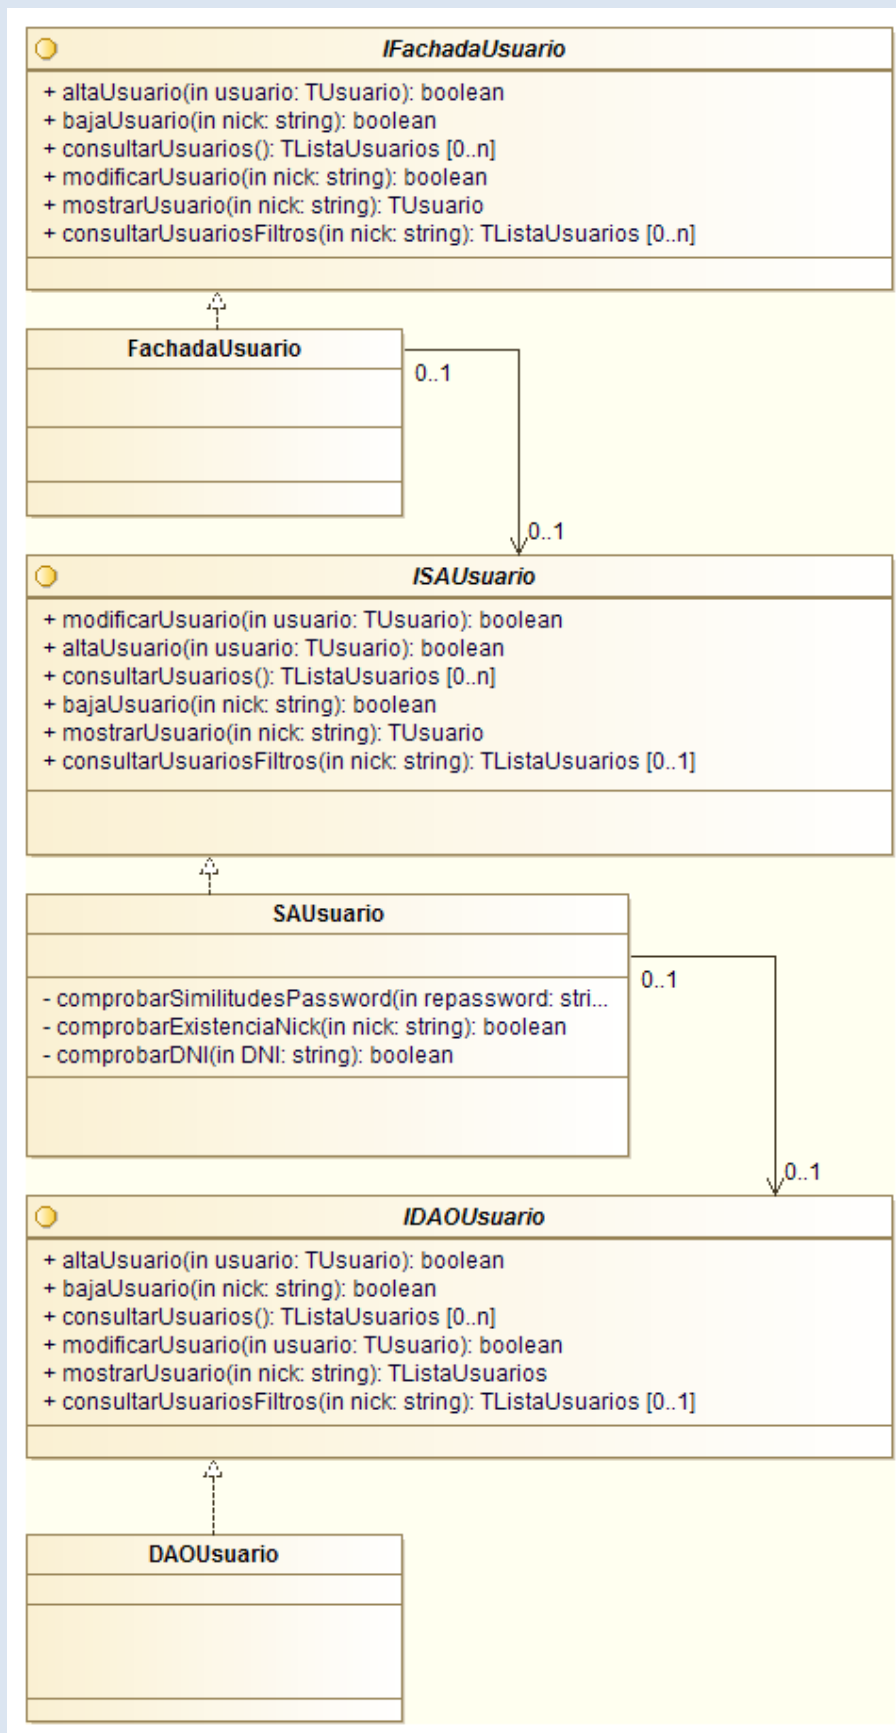 IFachadaUsuario
+ altaUsuario(in usuario: TUsuario): boolean
+ bajaUsuario(in nick: string): boolean
+ consultarUsuarios(): TListaUsuarios [0..n]
+ modificarUsuario(in nick: string): boolean
+ mostrarUsuario(in nick: string): TUsuario
+ consultarUsuariosFiltros(in nick: string): TListaUsuarios [0..n]
FachadaUsuario
0..1
0..1
ISAUsuario
+ modificarUsuario(in usuario: TUsuario): boolean
+ altaUsuario(in usuario: TUsuario): boolean
+ consultarUsuarios(): TListaUsuarios [0..n]
+ bajaUsuario(in nick: string): boolean
+ mostrarUsuario(in nick: string): TUsuario
+ consultarUsuariosFiltros(in nick: string): TListaUsuarios [0..1]
SAUsuario
0..1
- comprobarSimilitudesPassword(in repassword: stri...
- comprobarExistenciaNick(in nick: string): boolean
- comprobarDNI(in DNI: string): boolean
0..1
IDAOUsuario
+ altaUsuario(in usuario: TUsuario): boolean
+ bajaUsuario(in nick: string): boolean
+ consultarUsuarios(): TListaUsuarios [0..n]
+ modificarUsuario(in usuario: TUsuario): boolean
+ mostrarUsuario(in nick: string): TListaUsuarios
+ consultarUsuariosFiltros(in nick: string): TListaUsuarios [0..1]
DAOUsuario